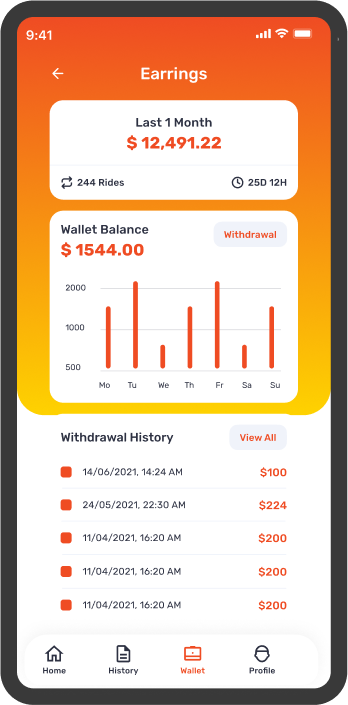 9:41
Earrings
Last 1 Month
$ 12,491.22
244 Rides 25D 12H
Wallet Balance
$ 1544.00
Withdrawal
2000
1000
500
Mo Tu We Th Fr Sa Su
Withdrawal History
View All
14/06/2021, 14:24 AM $100
24/05/2021, 22:30 AM $224
11/04/2021, 16:20 AM $200
11/04/2021, 16:20 AM $200
11/04/2021, 16:20 AM $200
Home History Wallet Profile